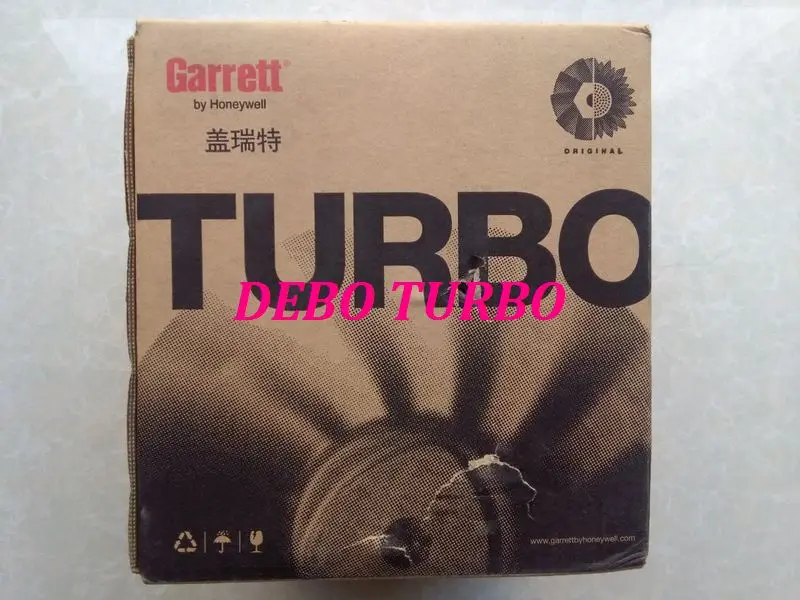 Garrett®
by Honeywell
盖瑞特
ORIGINAL
TURBO
DEBO TURBO
www.garrettbyhoneywell.com